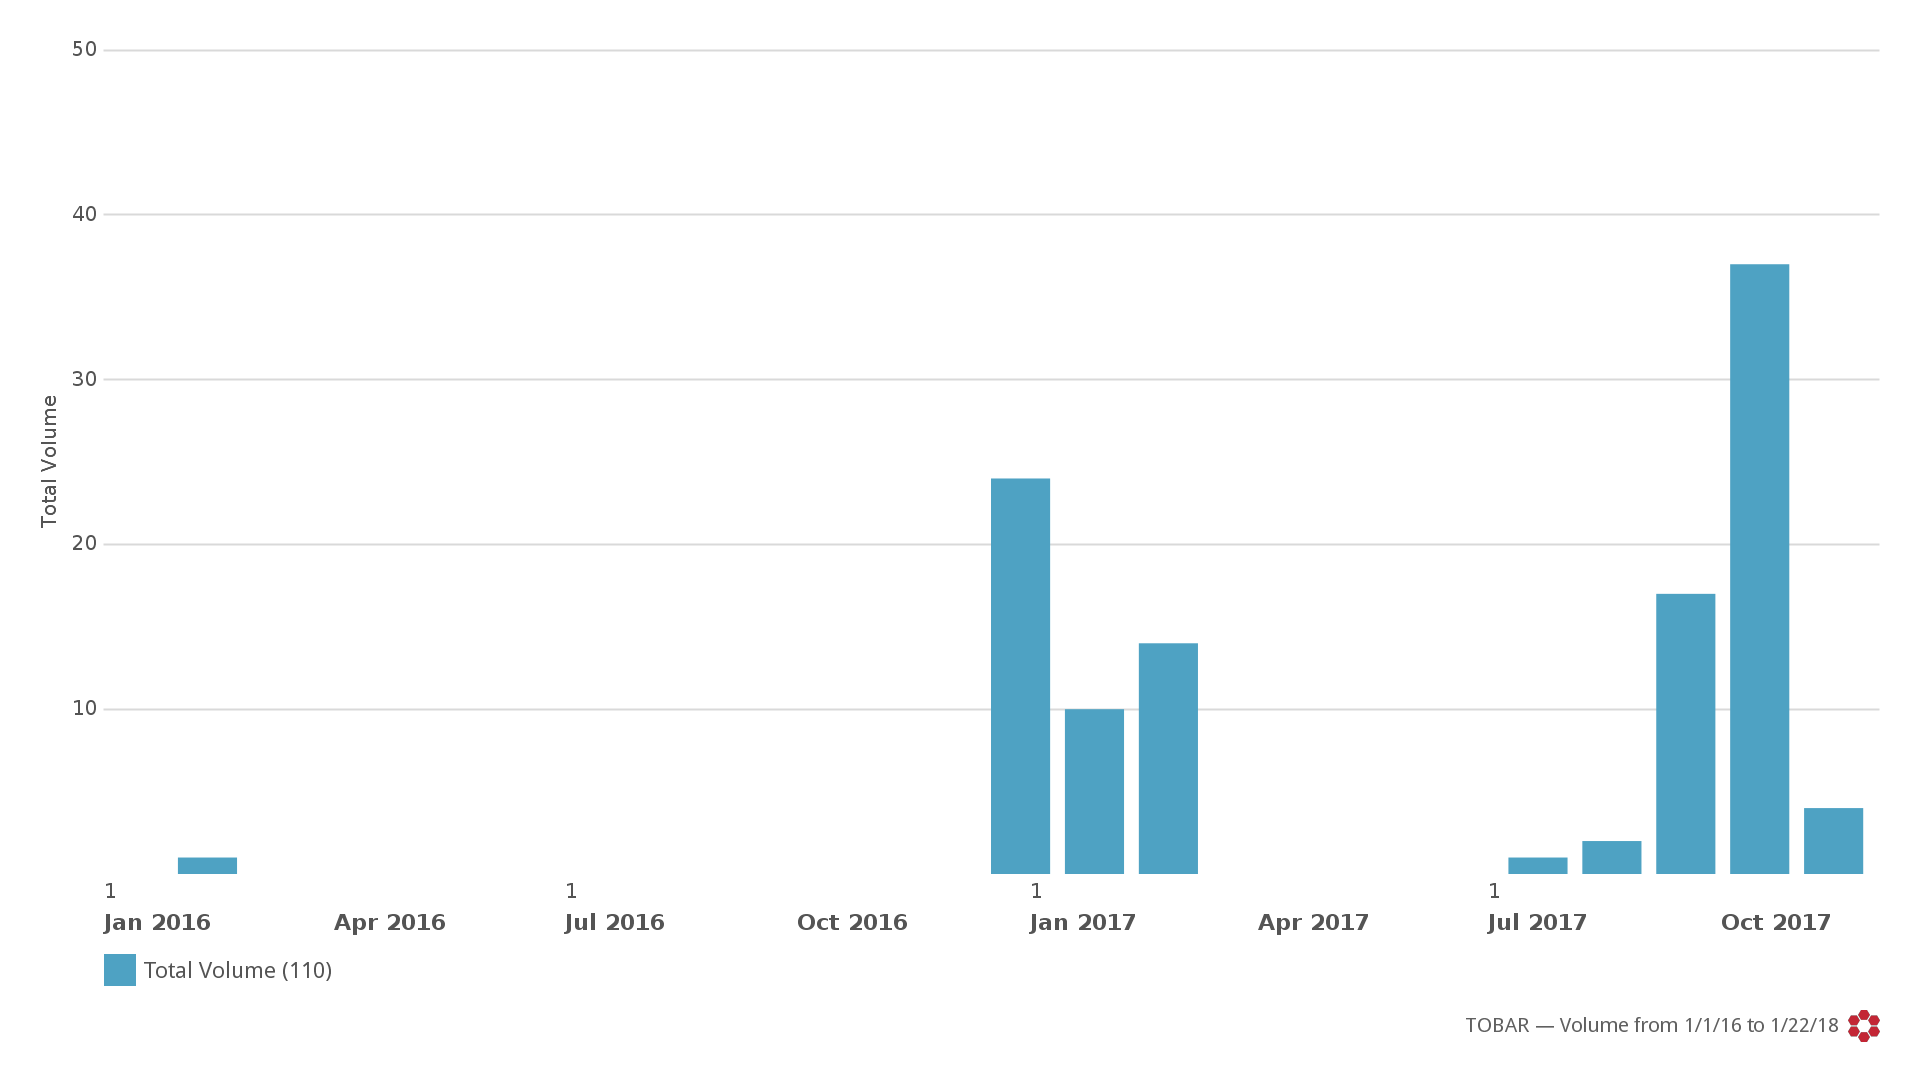 50
40
30
20
10
Total Volume
1 1 1 1
Jan 2016 Apr 2016 Jul 2016 Oct 2016 Jan 2017 Apr 2017 Jul 2017 Oct 2017
Total Volume (110)
TOBAR — Volume from 1/1/16 to 1/22/18